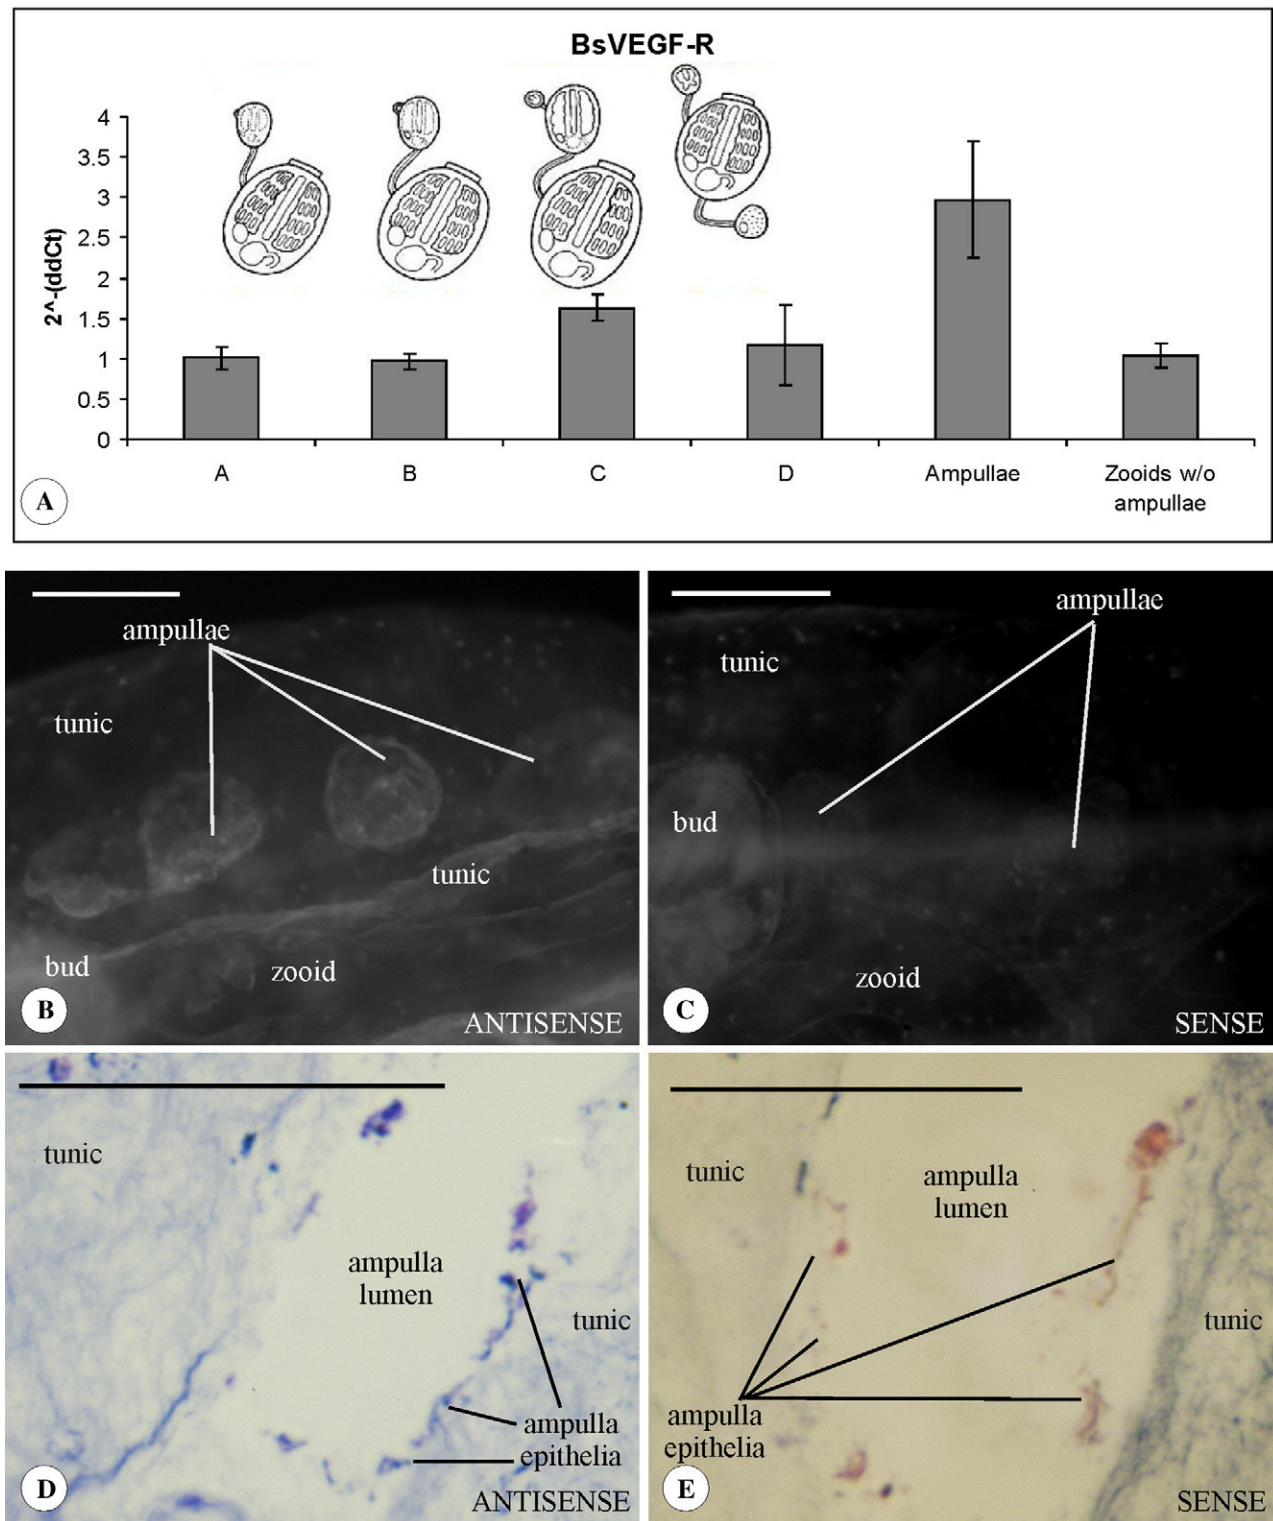 BsVEGF-R
4
3.5
3
2.5
2
1.5
1
0.5
0
2^-(ddCt)
A
B
C
D
Ampullae
Zooids w/o
ampullae
A
ampullae
tunic
tunic
bud
zooid
B
ANTISENSE
ampullae
tunic
bud
zooid
C
SENSE
tunic
ampulla
lumen
tunic
ampulla
epithelia
D
ANTISENSE
tunic
ampulla
lumen
tunic
ampulla
epithelia
E
SENSE